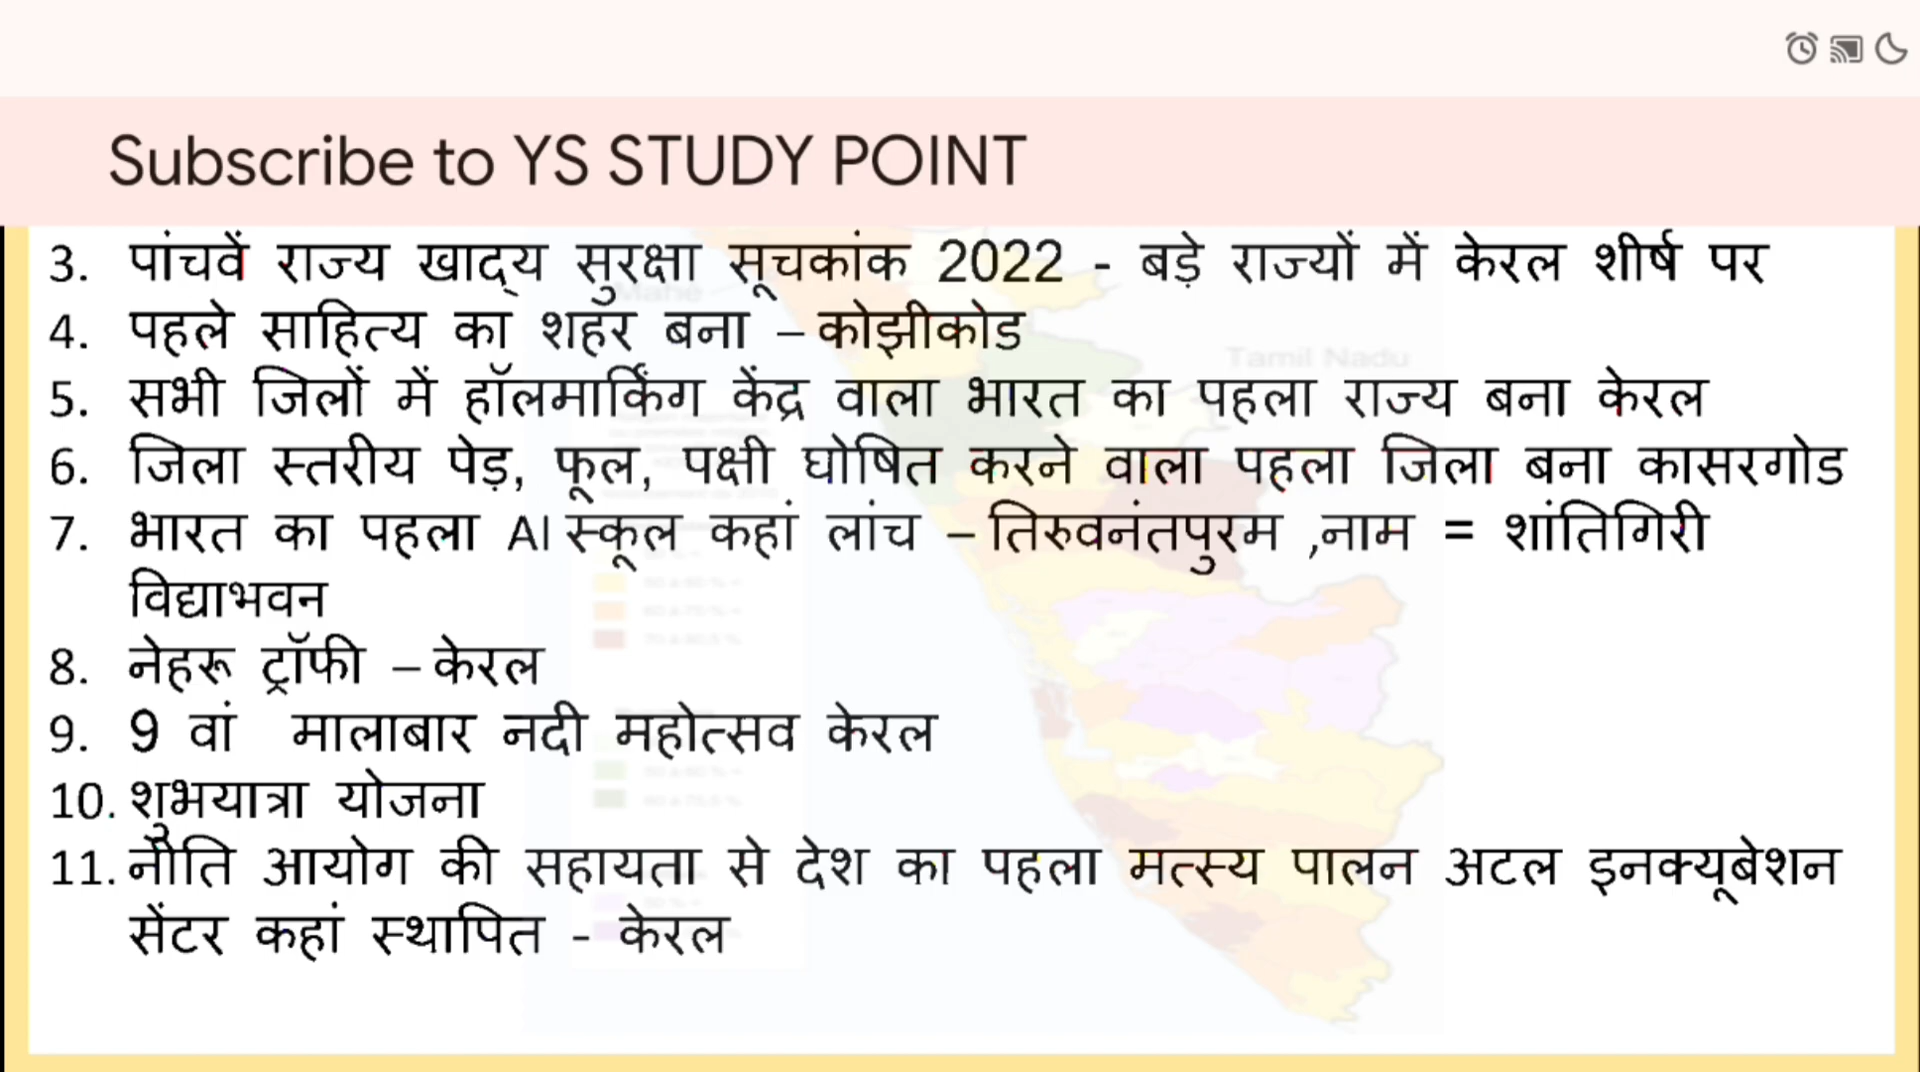 Subscribe to YS STUDY POINT
3. पांचवें राज्य खाद्य सुरक्षा सूचकांक 2022 - बड़े राज्यों में केरल शीर्ष पर
Mahé
4. पहले साहित्य का शहर बना – कोझीकोड
Tamil Nadu
5. सभी जिलों में हॉलमार्किंग केंद्र वाला भारत का पहला राज्य बना केरल
6. जिला स्तरीय पेड़, फूल, पक्षी घोषित करने वाला पहला जिला बना कासरगोड
7. भारत का पहला AI स्कूल कहां लांच – तिरुवनंतपुरम ,नाम = शांतिगिरी
विद्याभवन
8. नेहरू ट्रॉफी – केरल
9. 9 वां मालाबार नदी महोत्सव केरल
10. शुभयात्रा योजना
11. नीति आयोग की सहायता से देश का पहला मत्स्य पालन अटल इनक्यूबेशन
सेंटर कहां स्थापित - केरल